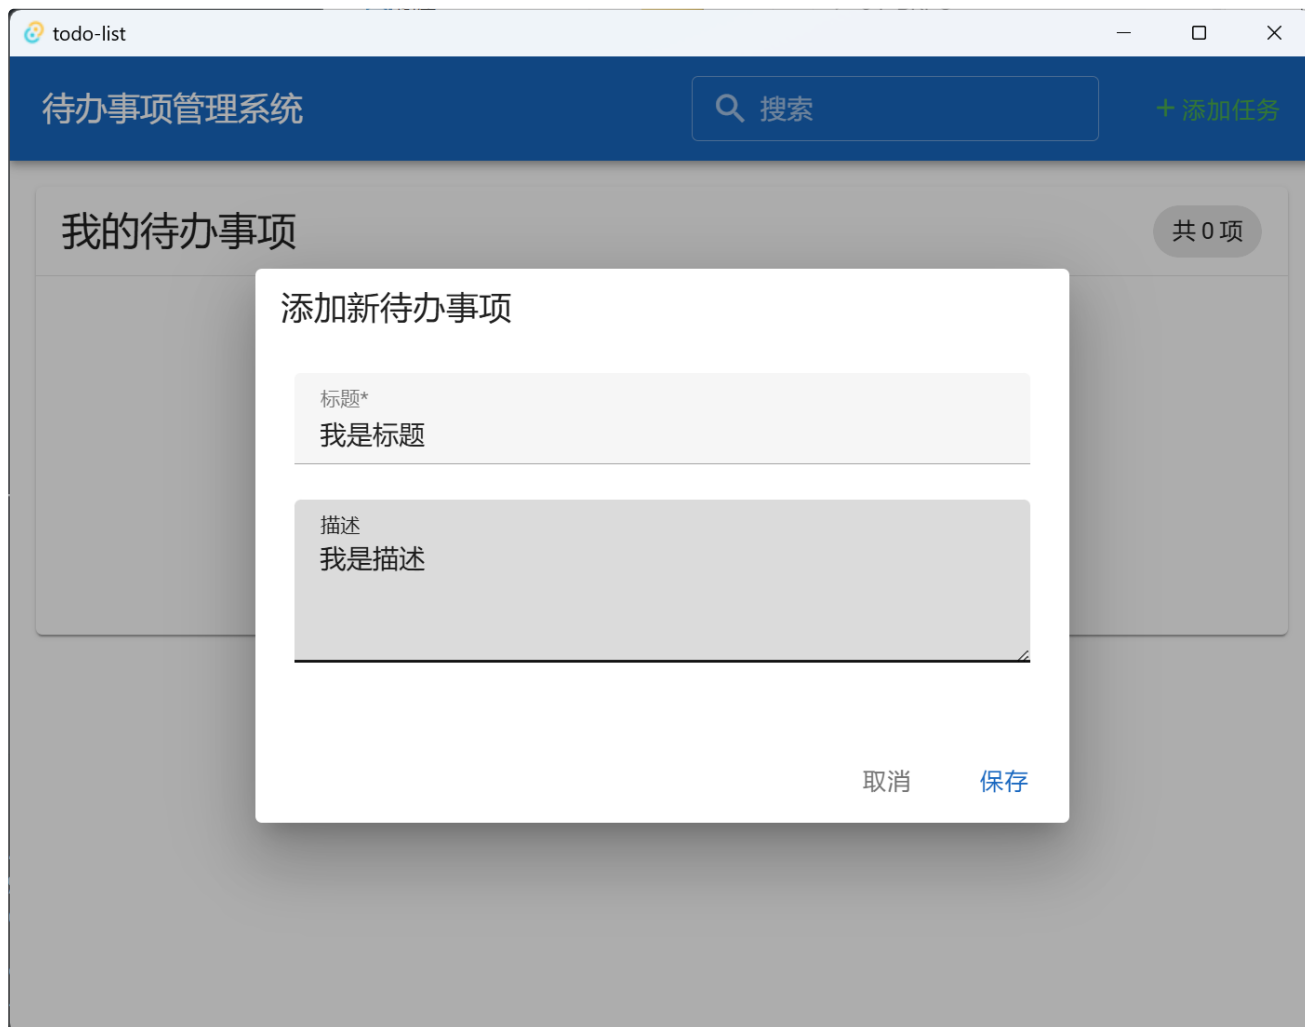 todo-list
待办事项管理系统
搜索
+ 添加任务
我的待办事项
共 0 项
添加新待办事项
标题*
我是标题
描述
我是描述
取消
保存